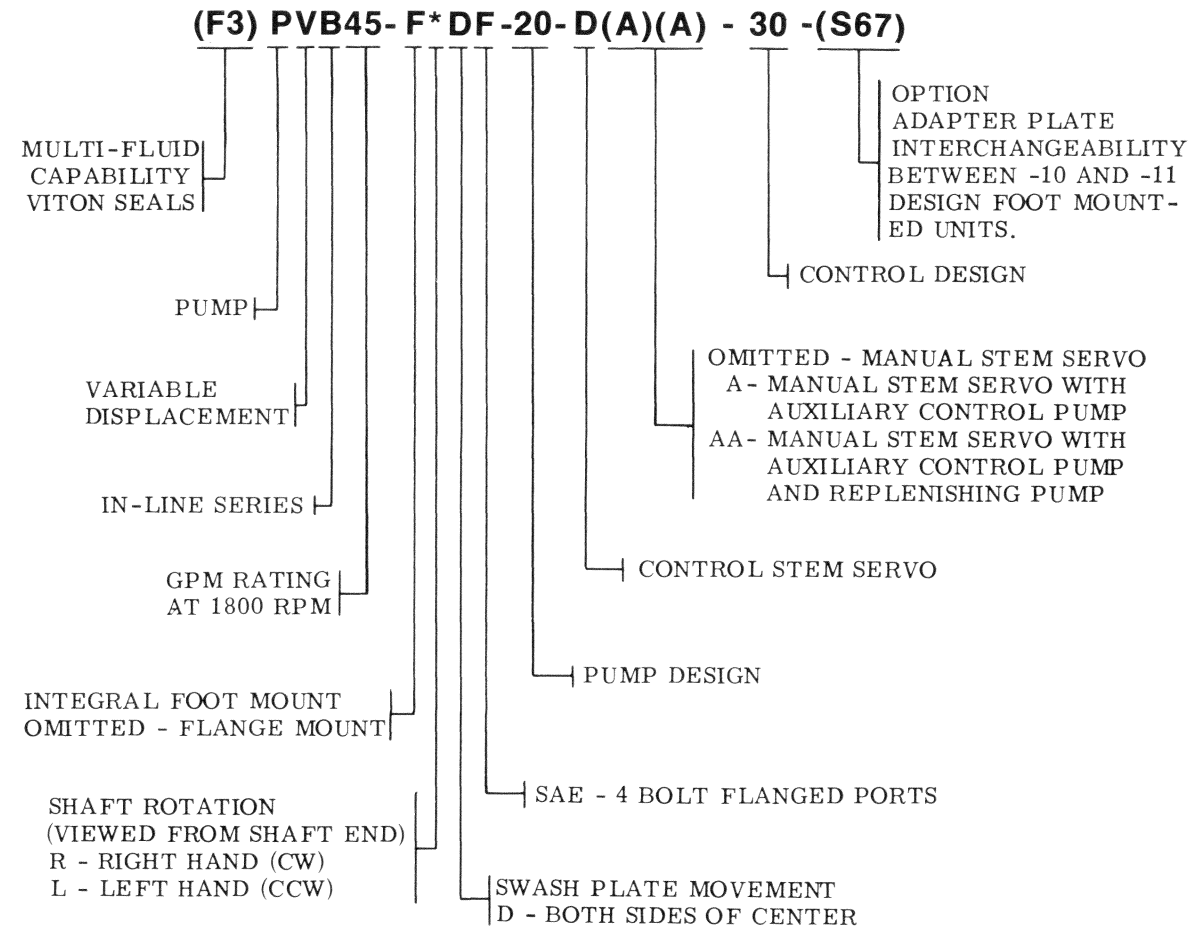 (F3) PVB45-F*DF-20-D(A)(A) - 30 -(S67)
OPTION
ADAPTER PLATE
INTERCHANGEABILITY
BETWEEN -10 AND -11
DESIGN FOOT MOUNT-
ED UNITS.
MULTI-FLUID
CAPABILITY
VITON SEALS
CONTROL DESIGN
PUMP
OMITTED - MANUAL STEM SERVO
A- MANUAL STEM SERVO WITH
AUXILIARY CONTROL PUMP
AA- MANUAL STEM SERVO WITH
AUXILIARY CONTROL PUMP
AND REPLENISHING PUMP
VARIABLE
DISPLACEMENT
IN-LINE SERIES
CONTROL STEM SERVO
GPM RATING
AT 1800 RPM
PUMP DESIGN
INTEGRAL FOOT MOUNT
OMITTED - FLANGE MOUNT
SAE - 4 BOLT FLANGED PORTS
SHAFT ROTATION
(VIEWED FROM SHAFT END)
R - RIGHT HAND (CW)
L - LEFT HAND (CCW)
SWASH PLATE MOVEMENT
D - BOTH SIDES OF CENTER